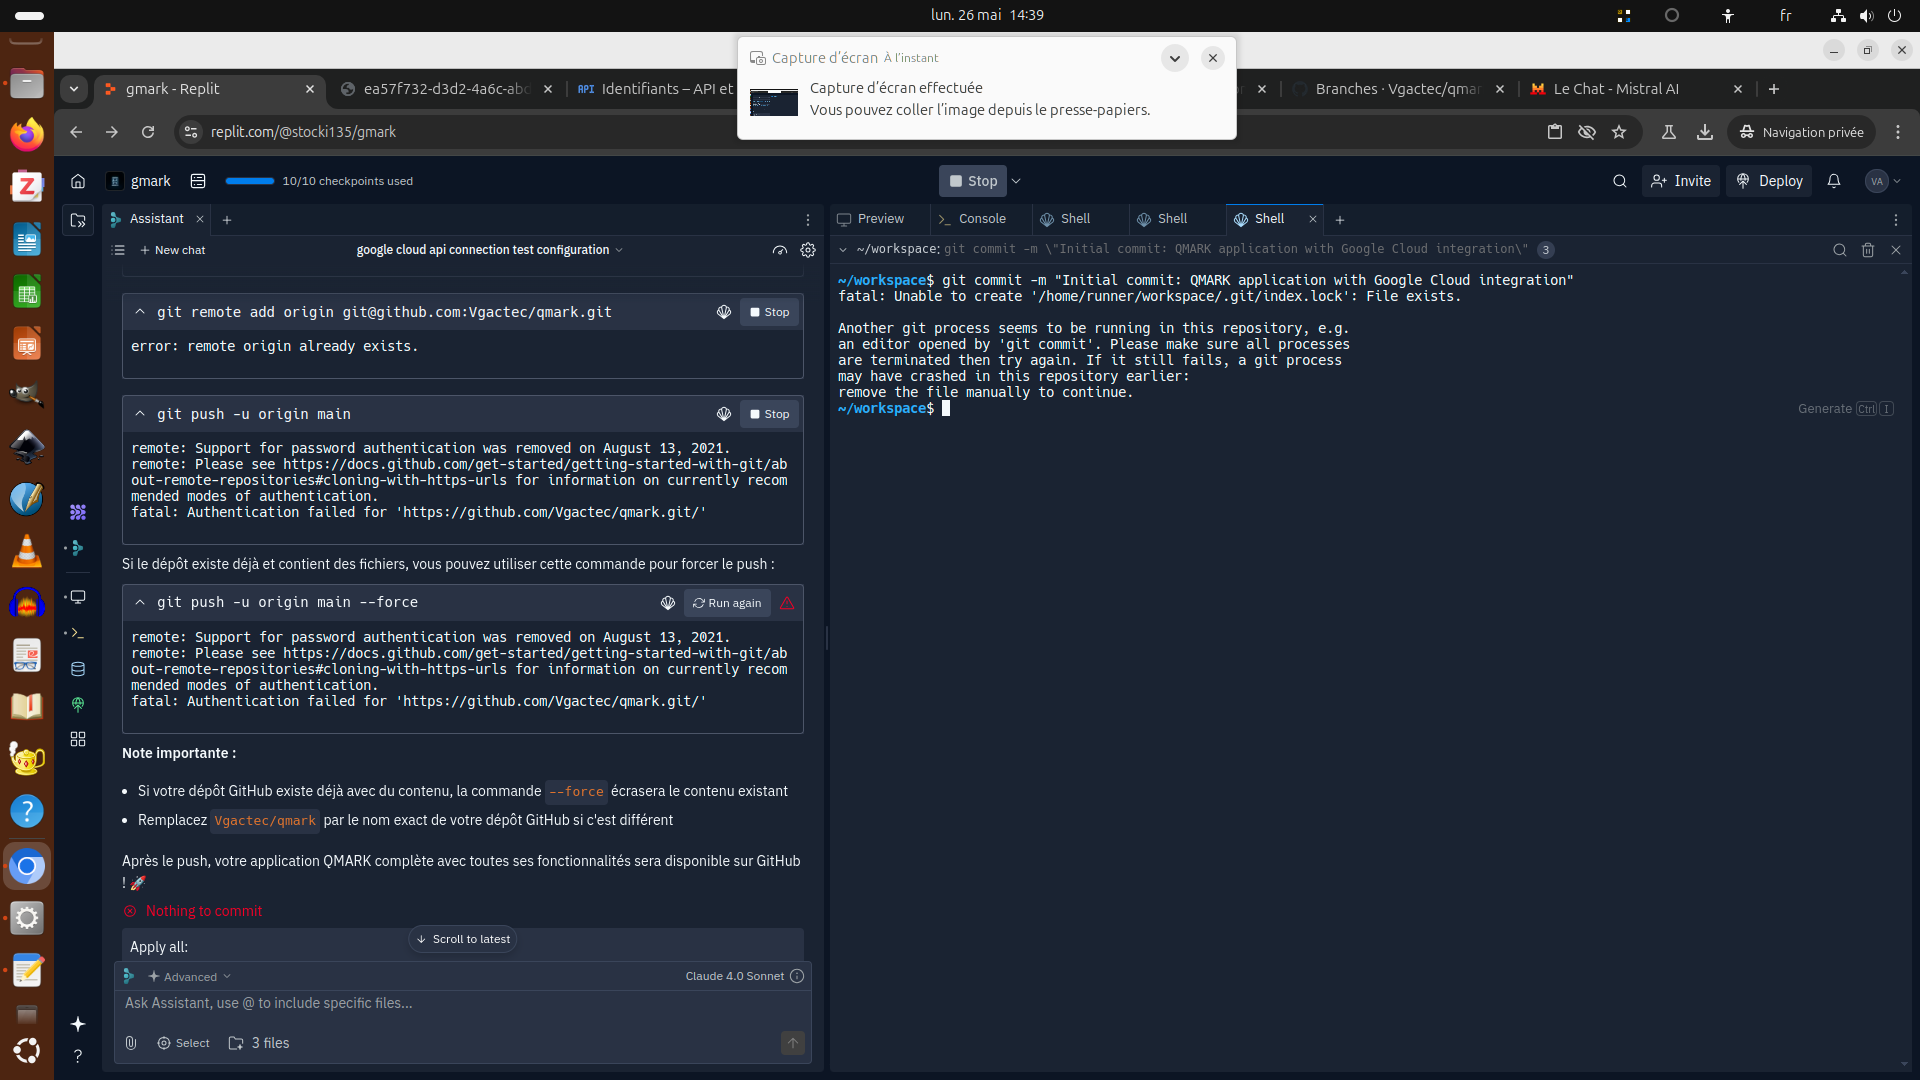 lun. 26 mai 14:39
fr
Capture d'écran À l'instant
Capture d'écran effectuée
Vous pouvez coller l'image depuis le presse-papiers.
gmark - Replit
ea57f732-d3d2-4a6c-abd
API Identifiants – API et
Branches · Vgactec/qmar
Le Chat - Mistral AI
replit.com/@stocki135/gmark
Navigation privée
gmark
10/10 checkpoints used
Stop
Invite
Deploy
VA
Assistant
Preview
Console
Shell
Shell
Shell
New chat
google cloud api connection test configuration
~/workspace: git commit -m \"Initial commit: QMARK application with Google Cloud integration\" 3
git remote add origin git@github.com:Vgactec/qmark.git
Stop
error: remote origin already exists.
git push -u origin main
Stop
remote: Support for password authentication was removed on August 13, 2021.
remote: Please see https://docs.github.com/get-started/getting-started-with-git/ab
out-remote-repositories#cloning-with-https-urls for information on currently recom
mended modes of authentication.
fatal: Authentication failed for 'https://github.com/Vgactec/qmark.git/'
Si le dépôt existe déjà et contient des fichiers, vous pouvez utiliser cette commande pour forcer le push :
git push -u origin main --force
Run again
remote: Support for password authentication was removed on August 13, 2021.
remote: Please see https://docs.github.com/get-started/getting-started-with-git/ab
out-remote-repositories#cloning-with-https-urls for information on currently recom
mended modes of authentication.
fatal: Authentication failed for 'https://github.com/Vgactec/qmark.git/'
Note importante :
• Si votre dépôt GitHub existe déjà avec du contenu, la commande --force écrasera le contenu existant
• Remplacez Vgactec/qmark par le nom exact de votre dépôt GitHub si c'est différent
Après le push, votre application QMARK complète avec toutes ses fonctionnalités sera disponible sur GitHub
! 🚀
Nothing to commit
Apply all:
Scroll to latest
Advanced
Claude 4.0 Sonnet
Ask Assistant, use @ to include specific files...
Select
3 files
~/workspace$ git commit -m "Initial commit: QMARK application with Google Cloud integration"
fatal: Unable to create '/home/runner/workspace/.git/index.lock': File exists.
Another git process seems to be running in this repository, e.g.
an editor opened by 'git commit'. Please make sure all processes
are terminated then try again. If it still fails, a git process
may have crashed in this repository earlier:
remove the file manually to continue.
~/workspace$
Generate Ctrl I